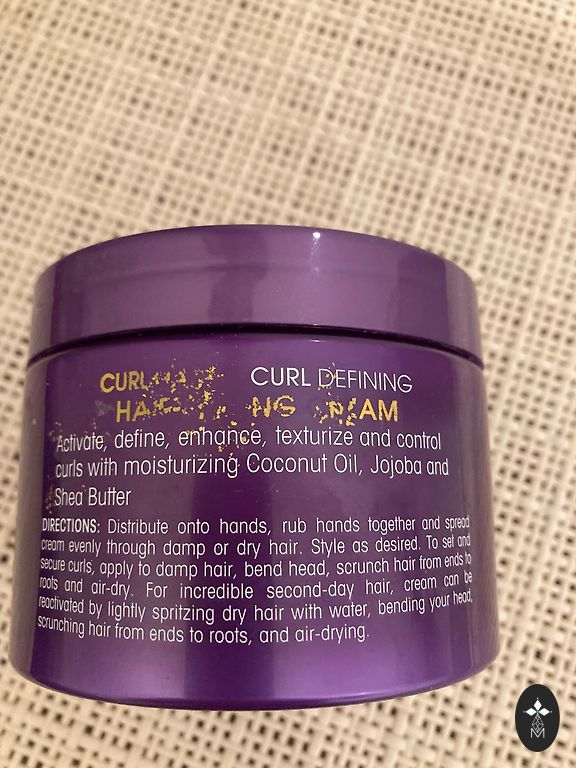 CURL CURL DEFINING
CREAM
Activate, define, enhance, texturize and control
curls with moisturizing Coconut Oil, Jojoba and
Shea Butter
DIRECTIONS: Distribute onto hands, rub hands together and spread
cream evenly through damp or dry hair. Style as desired. To set and
secure curls, apply to damp hair, bend head, scrunch hair from ends to
roots and air-dry. For incredible second-day hair, cream can be
reactivated by lightly spritzing dry hair with water, bending your head,
scrunching hair from ends to roots, and air-drying.